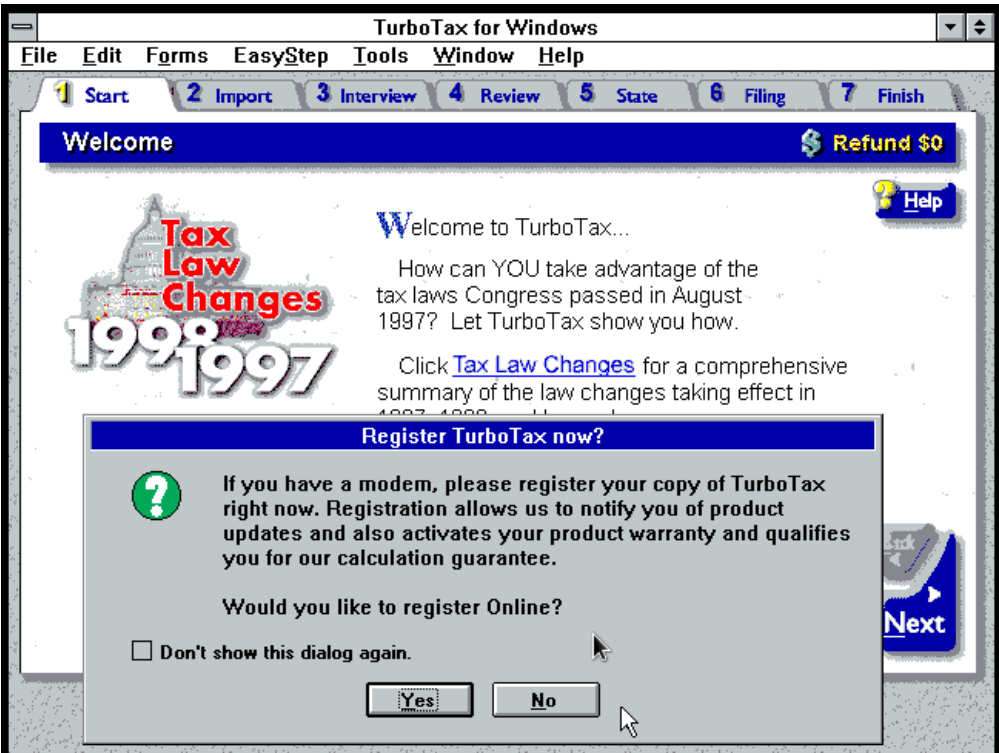 TurboTax for Windows
File Edit Forms EasyStep Tools Window Help
1 Start 2 Import 3 Interview 4 Review 5 State 6 Filing 7 Finish
Welcome
$ Refund $0
Help
Tax
Law
Changes
1998
1997
Welcome to TurboTax...
How can YOU take advantage of the
tax laws Congress passed in August
1997? Let TurboTax show you how.
Click Tax Law Changes for a comprehensive
summary of the law changes taking effect in
Register TurboTax now?
?
If you have a modem, please register your copy of TurboTax
right now. Registration allows us to notify you of product
updates and also activates your product warranty and qualifies
you for our calculation guarantee.
Would you like to register Online?
Don't show this dialog again.
Yes No
Back
Next